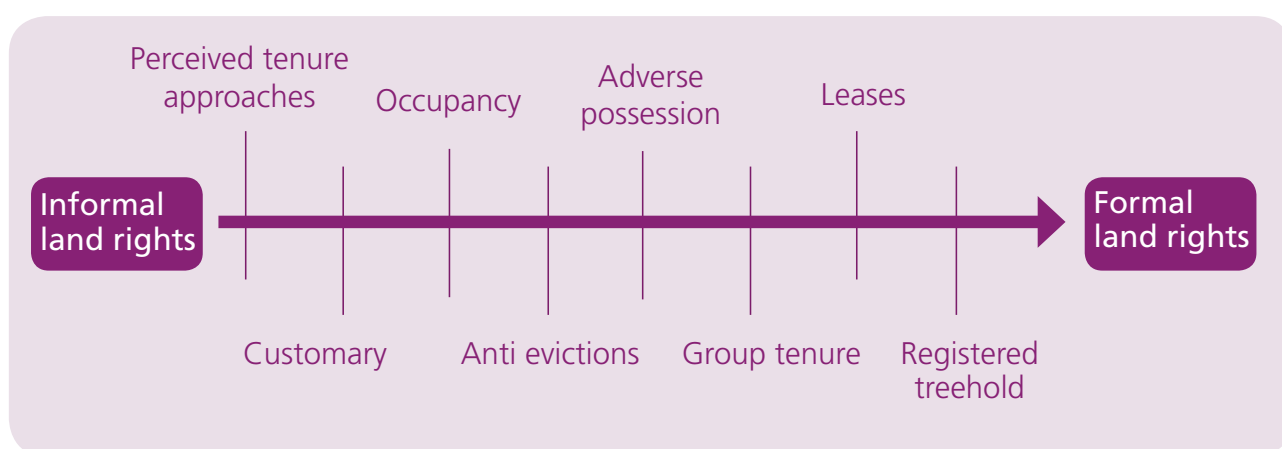 Perceived tenure
approaches
Occupancy
Adverse
possession
Leases
Informal
land rights
Formal
land rights
Customary
Anti evictions
Group tenure
Registered
treehold